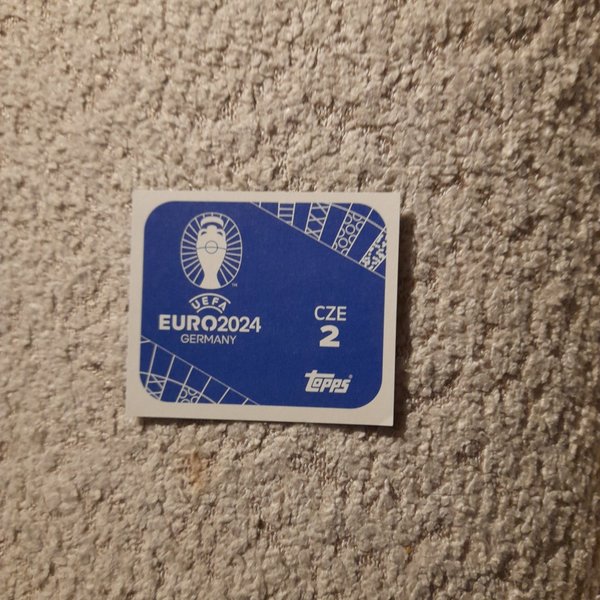 UEFA
EURO2024
GERMANY
CZE
2
Topps